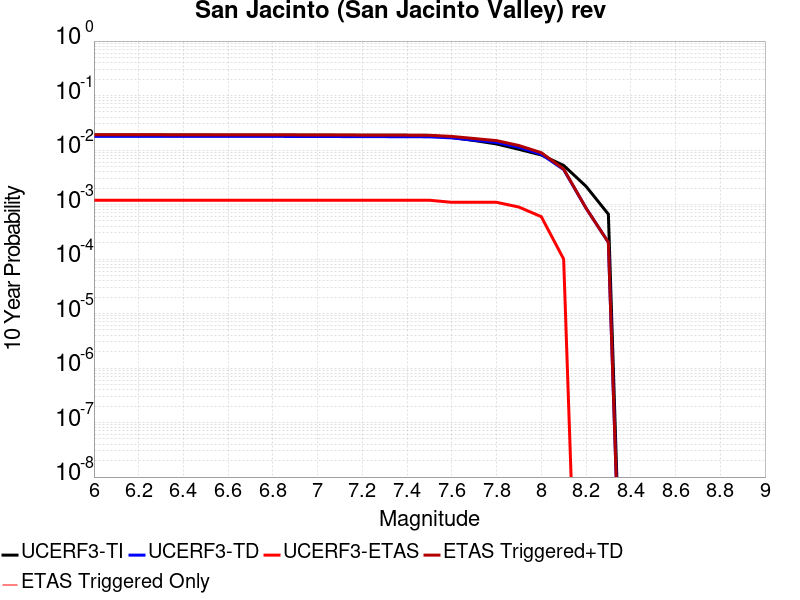 San Jacinto (San Jacinto Valley) rev
10 0
10 -1
10 -2
10 -3
10 -4
10 -5
10 -6
10 -7
10 -8
10 Year Probability
6 6.2 6.4 6.6 6.8 7 7.2 7.4 7.6 7.8 8 8.2 8.4 8.6 8.8 9
Magnitude
UCERF3-TI UCERF3-TD UCERF3-ETAS ETAS Triggered+TD
ETAS Triggered Only